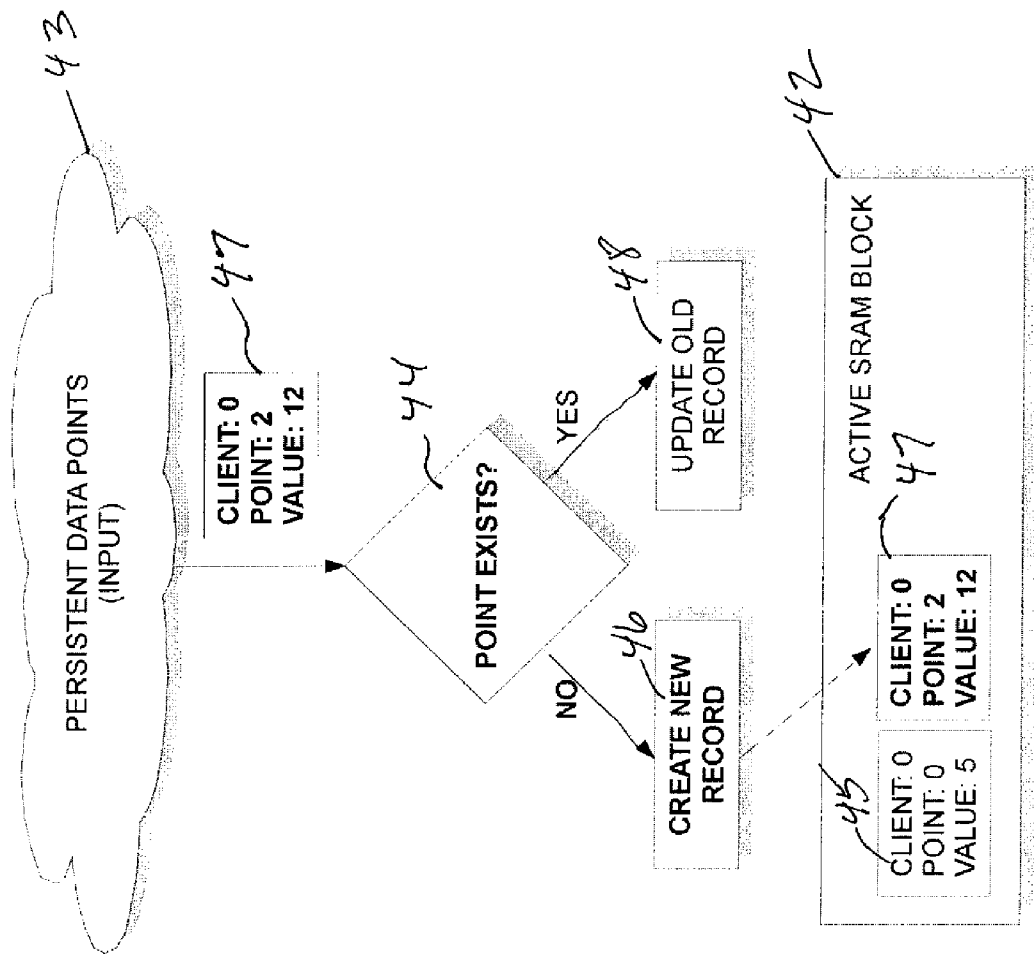 43
PERSISTENT DATA POINTS
(INPUT)
47
CLIENT: 0
POINT: 2
VALUE: 12
44
POINT EXISTS?
NO
YES
46
CREATE NEW
RECORD
48
UPDATE OLD
RECORD
42
ACTIVE SRAM BLOCK
45
CLIENT: 0
POINT: 0
VALUE: 5
47
CLIENT: 0
POINT: 2
VALUE: 12